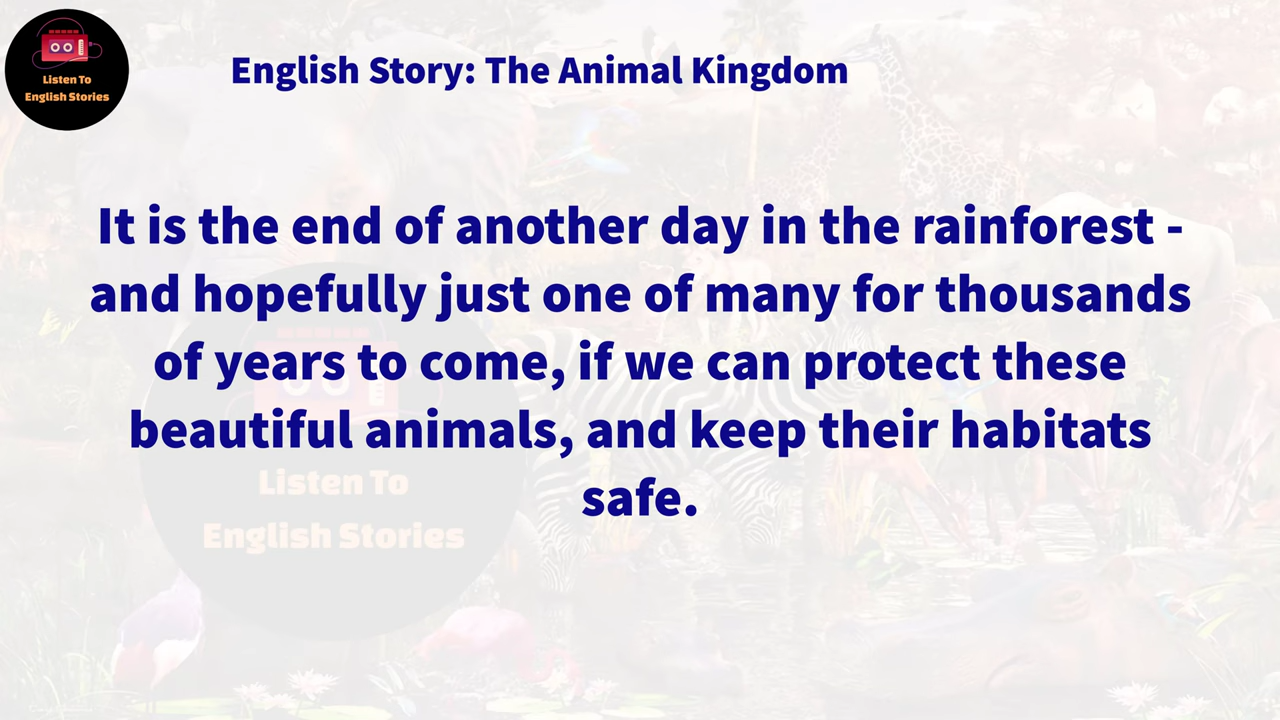 Listen To
English Stories
English Story: The Animal Kingdom
It is the end of another day in the rainforest -
and hopefully just one of many for thousands
of years to come, if we can protect these
beautiful animals, and keep their habitats
safe.
Listen To
English Stories